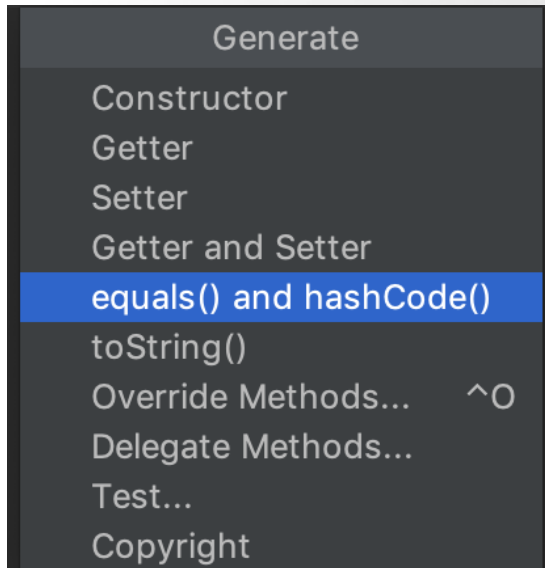 Generate
Constructor
Getter
Setter
Getter and Setter
equals() and hashCode()
toString()
Override Methods... ^O
Delegate Methods...
Test...
Copyright